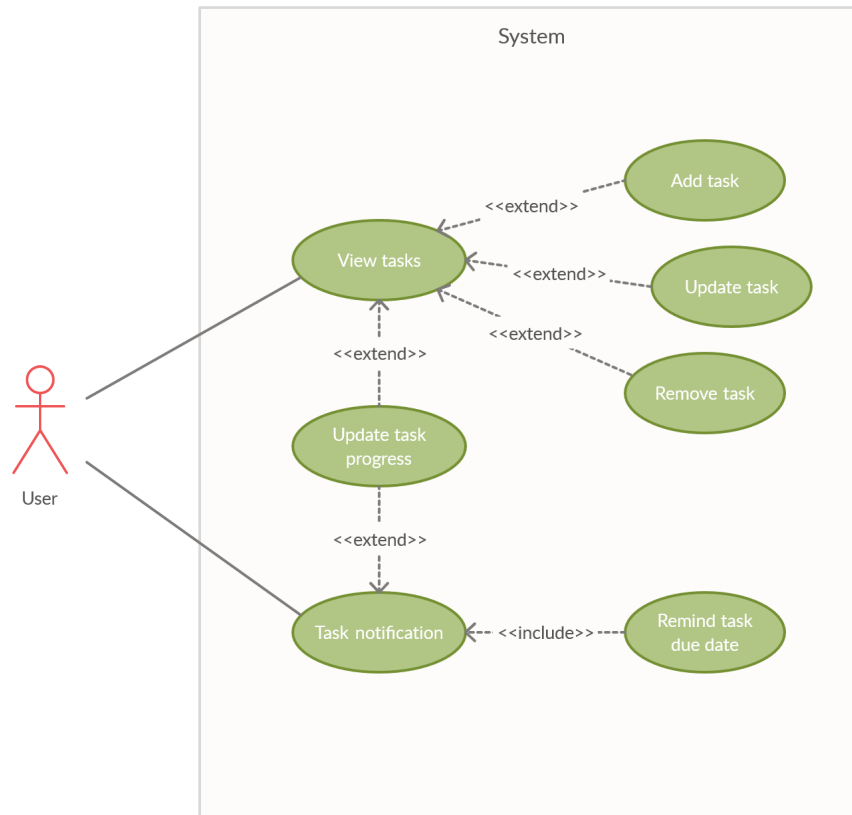 System
<<extend>>
Add task
View tasks
<<extend>>
Update task
<<extend>>
Remove task
<<extend>>
Update task
progress
User
<<extend>>
Task notification
<<include>>
Remind task
due date